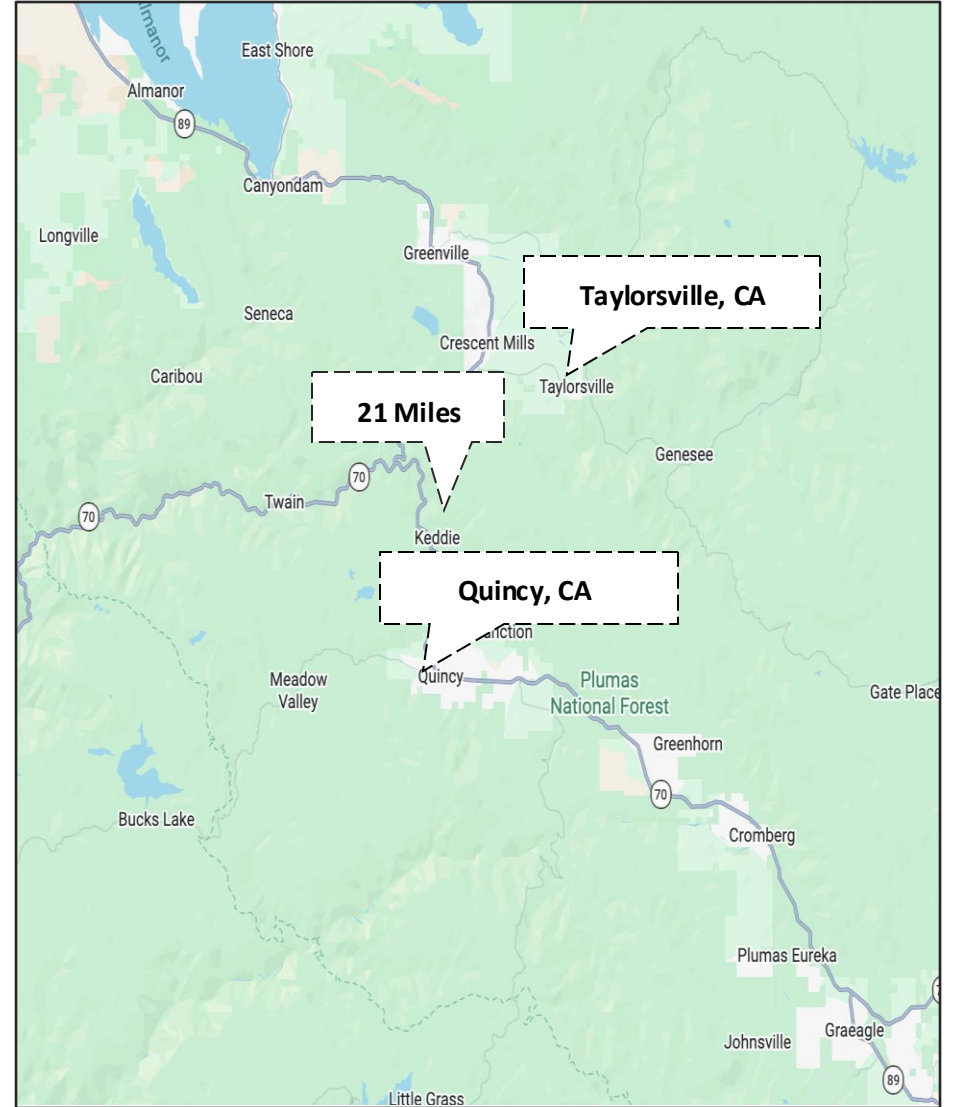 Almanor
East Shore
Almanor
89
Canyondam
Longville
Greenville
Taylorsville, CA
Seneca
Crescent Mills
Caribou
Taylorsville
21 Miles
Genesee
70
Twain
70
Keddie
Quincy, CA
Meadow
Valley
Quincy
Plumas
National Forest
Gate Place
Greenhorn
70
Bucks Lake
Cromberg
Plumas Eureka
Johnsville
Graeagle
89
Little Grass